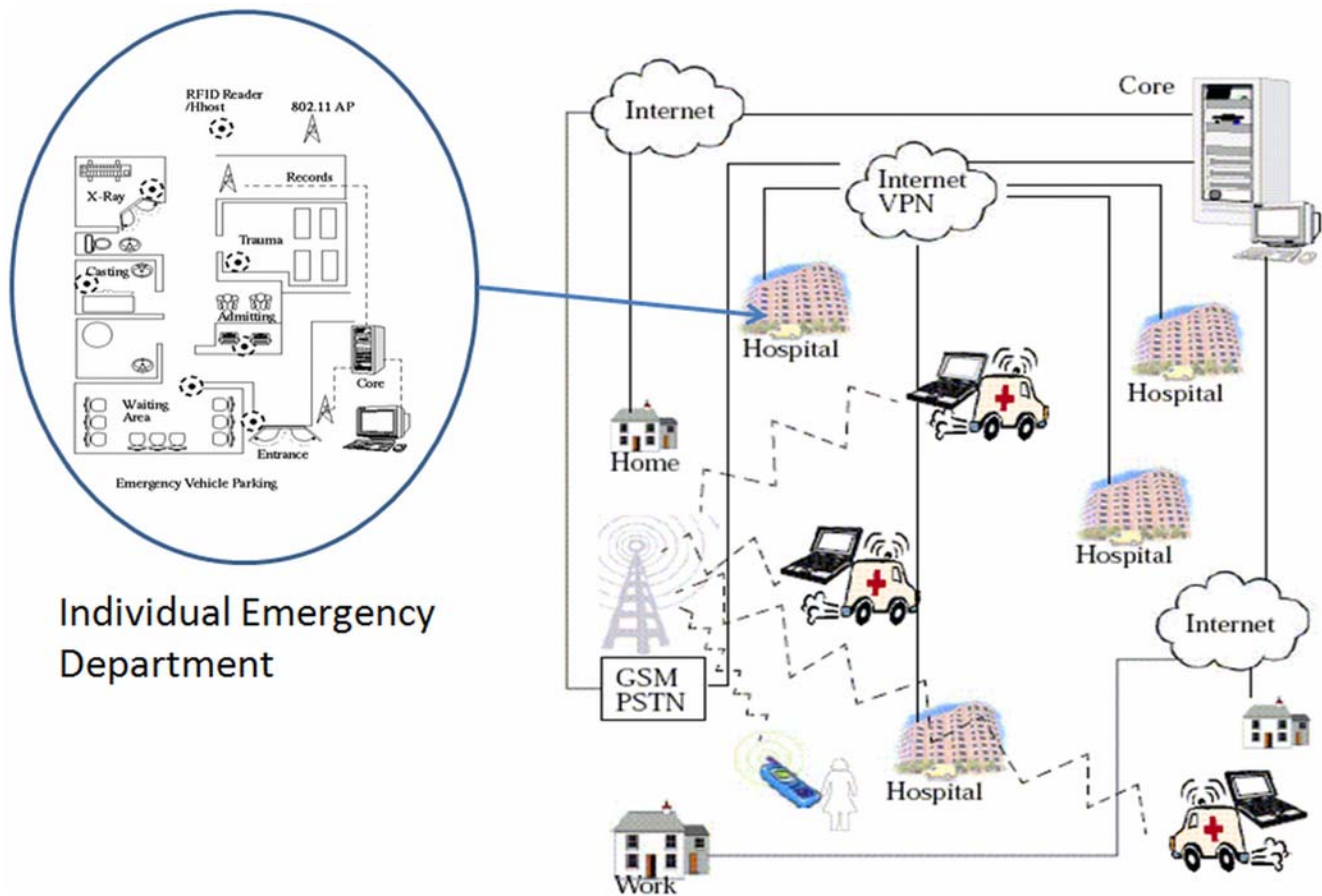 RFID Reader
/Hhost
802.11 AP
X-Ray
Records
Trauma
Casting
Admitting
Core
Waiting
Area
Entrance
Emergency Vehicle Parking
Individual Emergency
Department
Internet
Core
Internet
VPN
Hospital
Hospital
Home
Hospital
Internet
GSM
PSTN
Hospital
Work